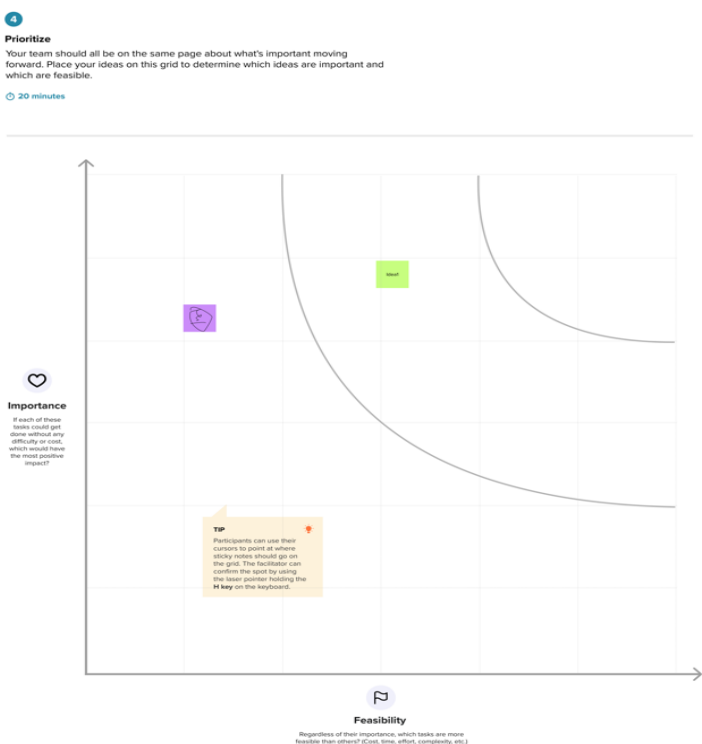 4
Prioritize
Your team should all be on the same page about what's important moving
forward. Place your ideas on this grid to determine which ideas are important and
which are feasible.
20 minutes
Idea1
Importance
If each of these
tasks could get
done without any
difficulty or cost,
which would have
the most positive
impact?
TIP
Participants can use their
cursors to point at where
sticky notes should go on
the grid. The facilitator can
confirm the spot by using
the laser pointer holding the
H key on the keyboard.
Feasibility
Regardless of their importance, which tasks are more
feasible than others? (Cost, time, effort, complexity, etc.)